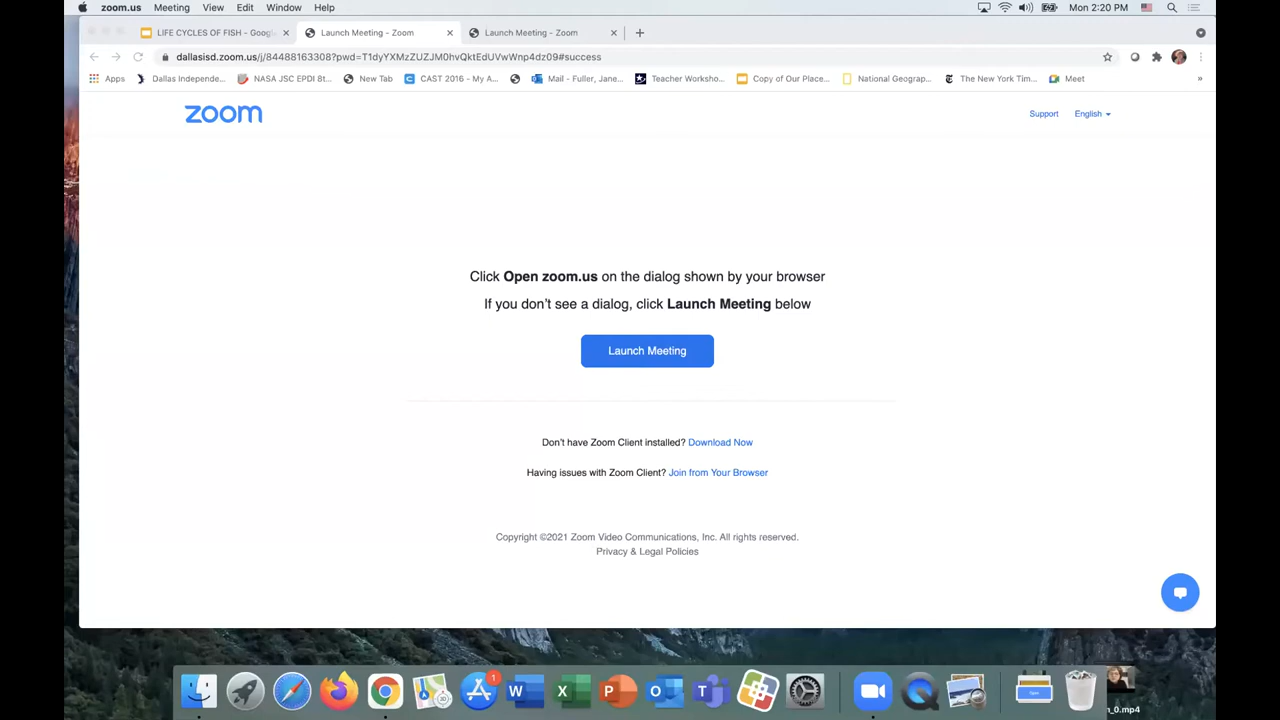 zoom.us Meeting View Edit Window Help Mon 2:20 PM
LIFE CYCLES OF FISH - Googl Launch Meeting - Zoom Launch Meeting - Zoom
dallasisd.zoom.us/j/84488163308?pwd=T1dyYXMzZUZJM0hvQktEdUVwWnp4dz09#success
Apps Dallas Independe... NASA JSC EPDI 8t... New Tab CAST 2016 - My A... Mail - Fuller, Jane... Teacher Worksho... Copy of Our Place... National Geograp... The New York Tim... Meet »
zoom Support English
Click Open zoom.us on the dialog shown by your browser
If you don't see a dialog, click Launch Meeting below
Launch Meeting
Don't have Zoom Client installed? Download Now
Having issues with Zoom Client? Join from Your Browser
Copyright ©2021 Zoom Video Communications, Inc. All rights reserved.
Privacy & Legal Policies
1
3D W X P O T Open
_0.mp4